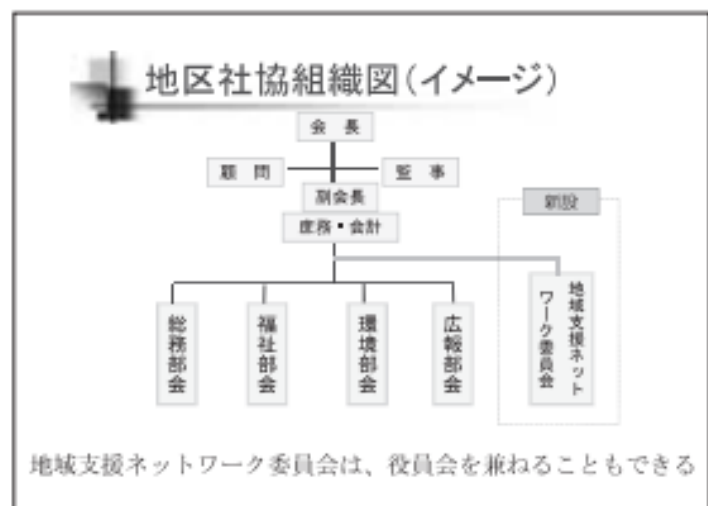 地区社協組織図(イメージ)
会 長
顧 問
監 事
副会長
庶務・会計
新設
総務部会
福祉部会
環境部会
広報部会
地域支援ネット
ワーク委員会
地域支援ネットワーク委員会は、役員会を兼ねることもできる